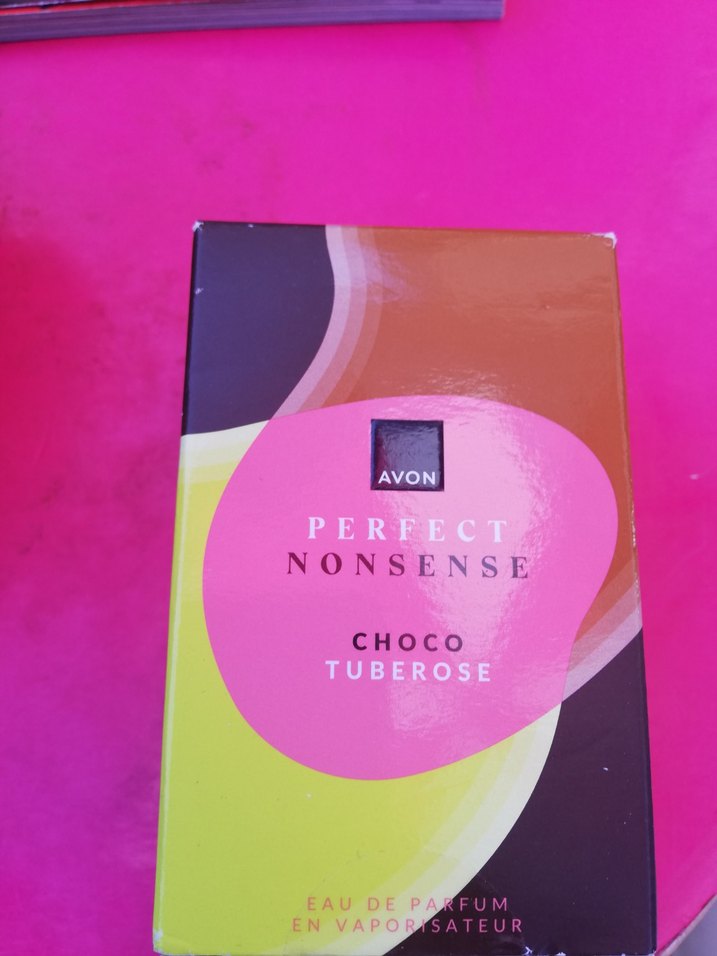 AVON
PERFECT
NONSENSE
CHOCO
TUBEROSE
EAU DE PARFUM
EN VAPORISATEUR